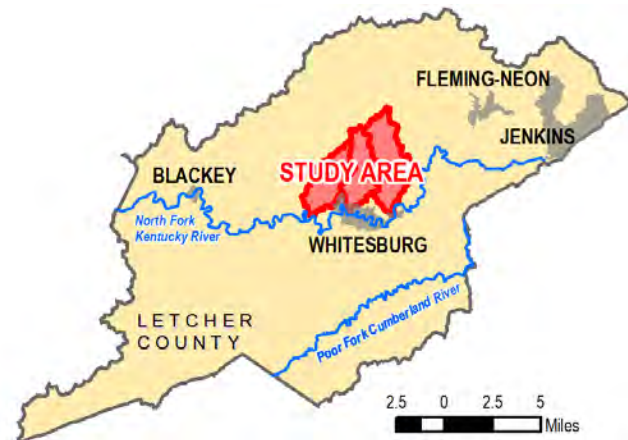 FLEMING-NEON
JENKINS
STUDY AREA
BLACKEY
North Fork
Kentucky River
WHITESBURG
LETCHER
COUNTY
Poor Fork Cumberland River
2.5 0 2.5 5
Miles